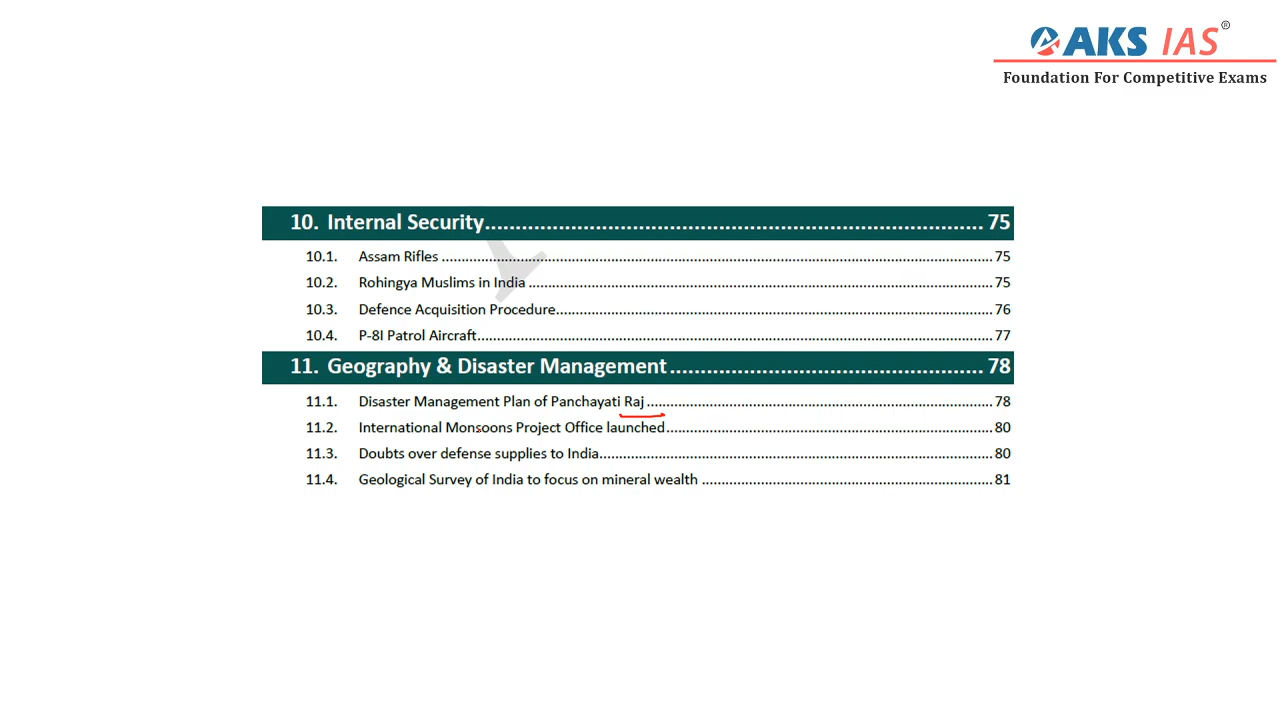 AKS IAS ®
Foundation For Competitive Exams
10. Internal Security.................................................................................... 75
10.1. Assam Rifles .................................................................................... 75
10.2. Rohingya Muslims in India .................................................................................... 75
10.3. Defence Acquisition Procedure.................................................................................... 76
10.4. P-8I Patrol Aircraft.................................................................................... 77
11. Geography & Disaster Management.................................................... 78
11.1. Disaster Management Plan of Panchayati Raj .................................................................................... 78
11.2. International Monsoons Project Office launched.................................................................................... 80
11.3. Doubts over defense supplies to India.................................................................................... 80
11.4. Geological Survey of India to focus on mineral wealth .................................................................................... 81